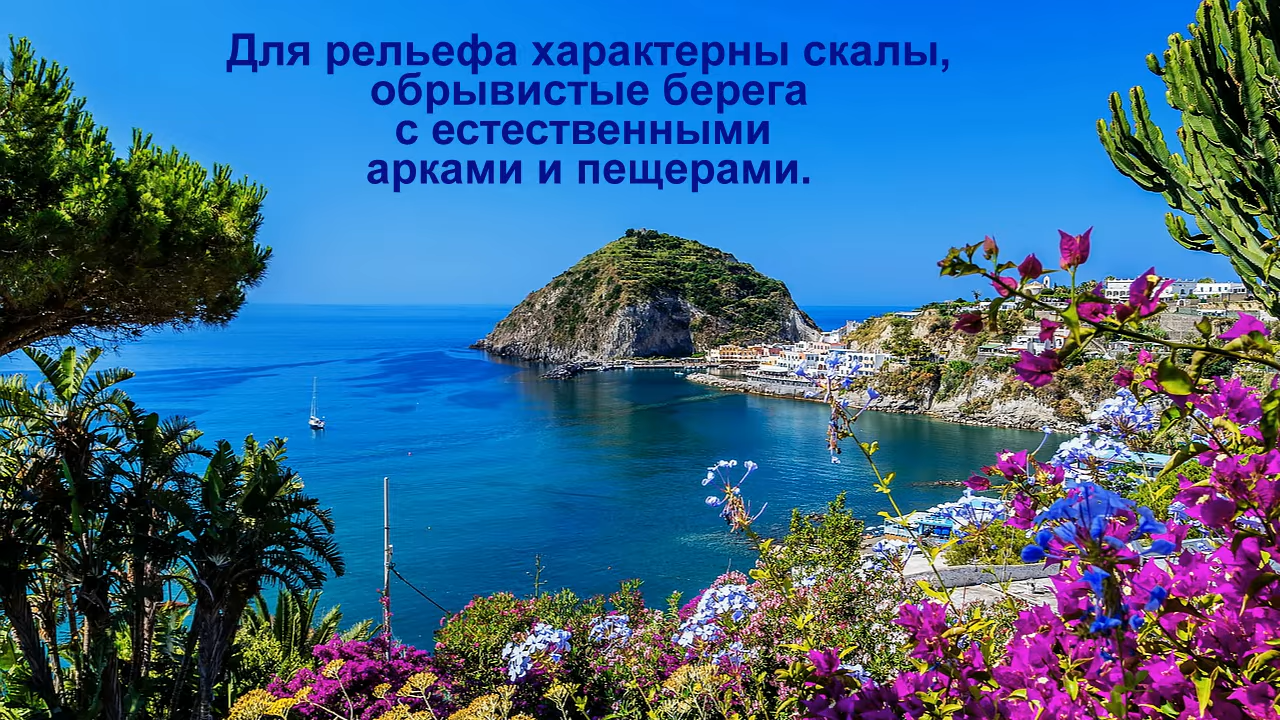 Для рельефа характерны скалы,
обрывистые берега
с естественными
арками и пещерами.